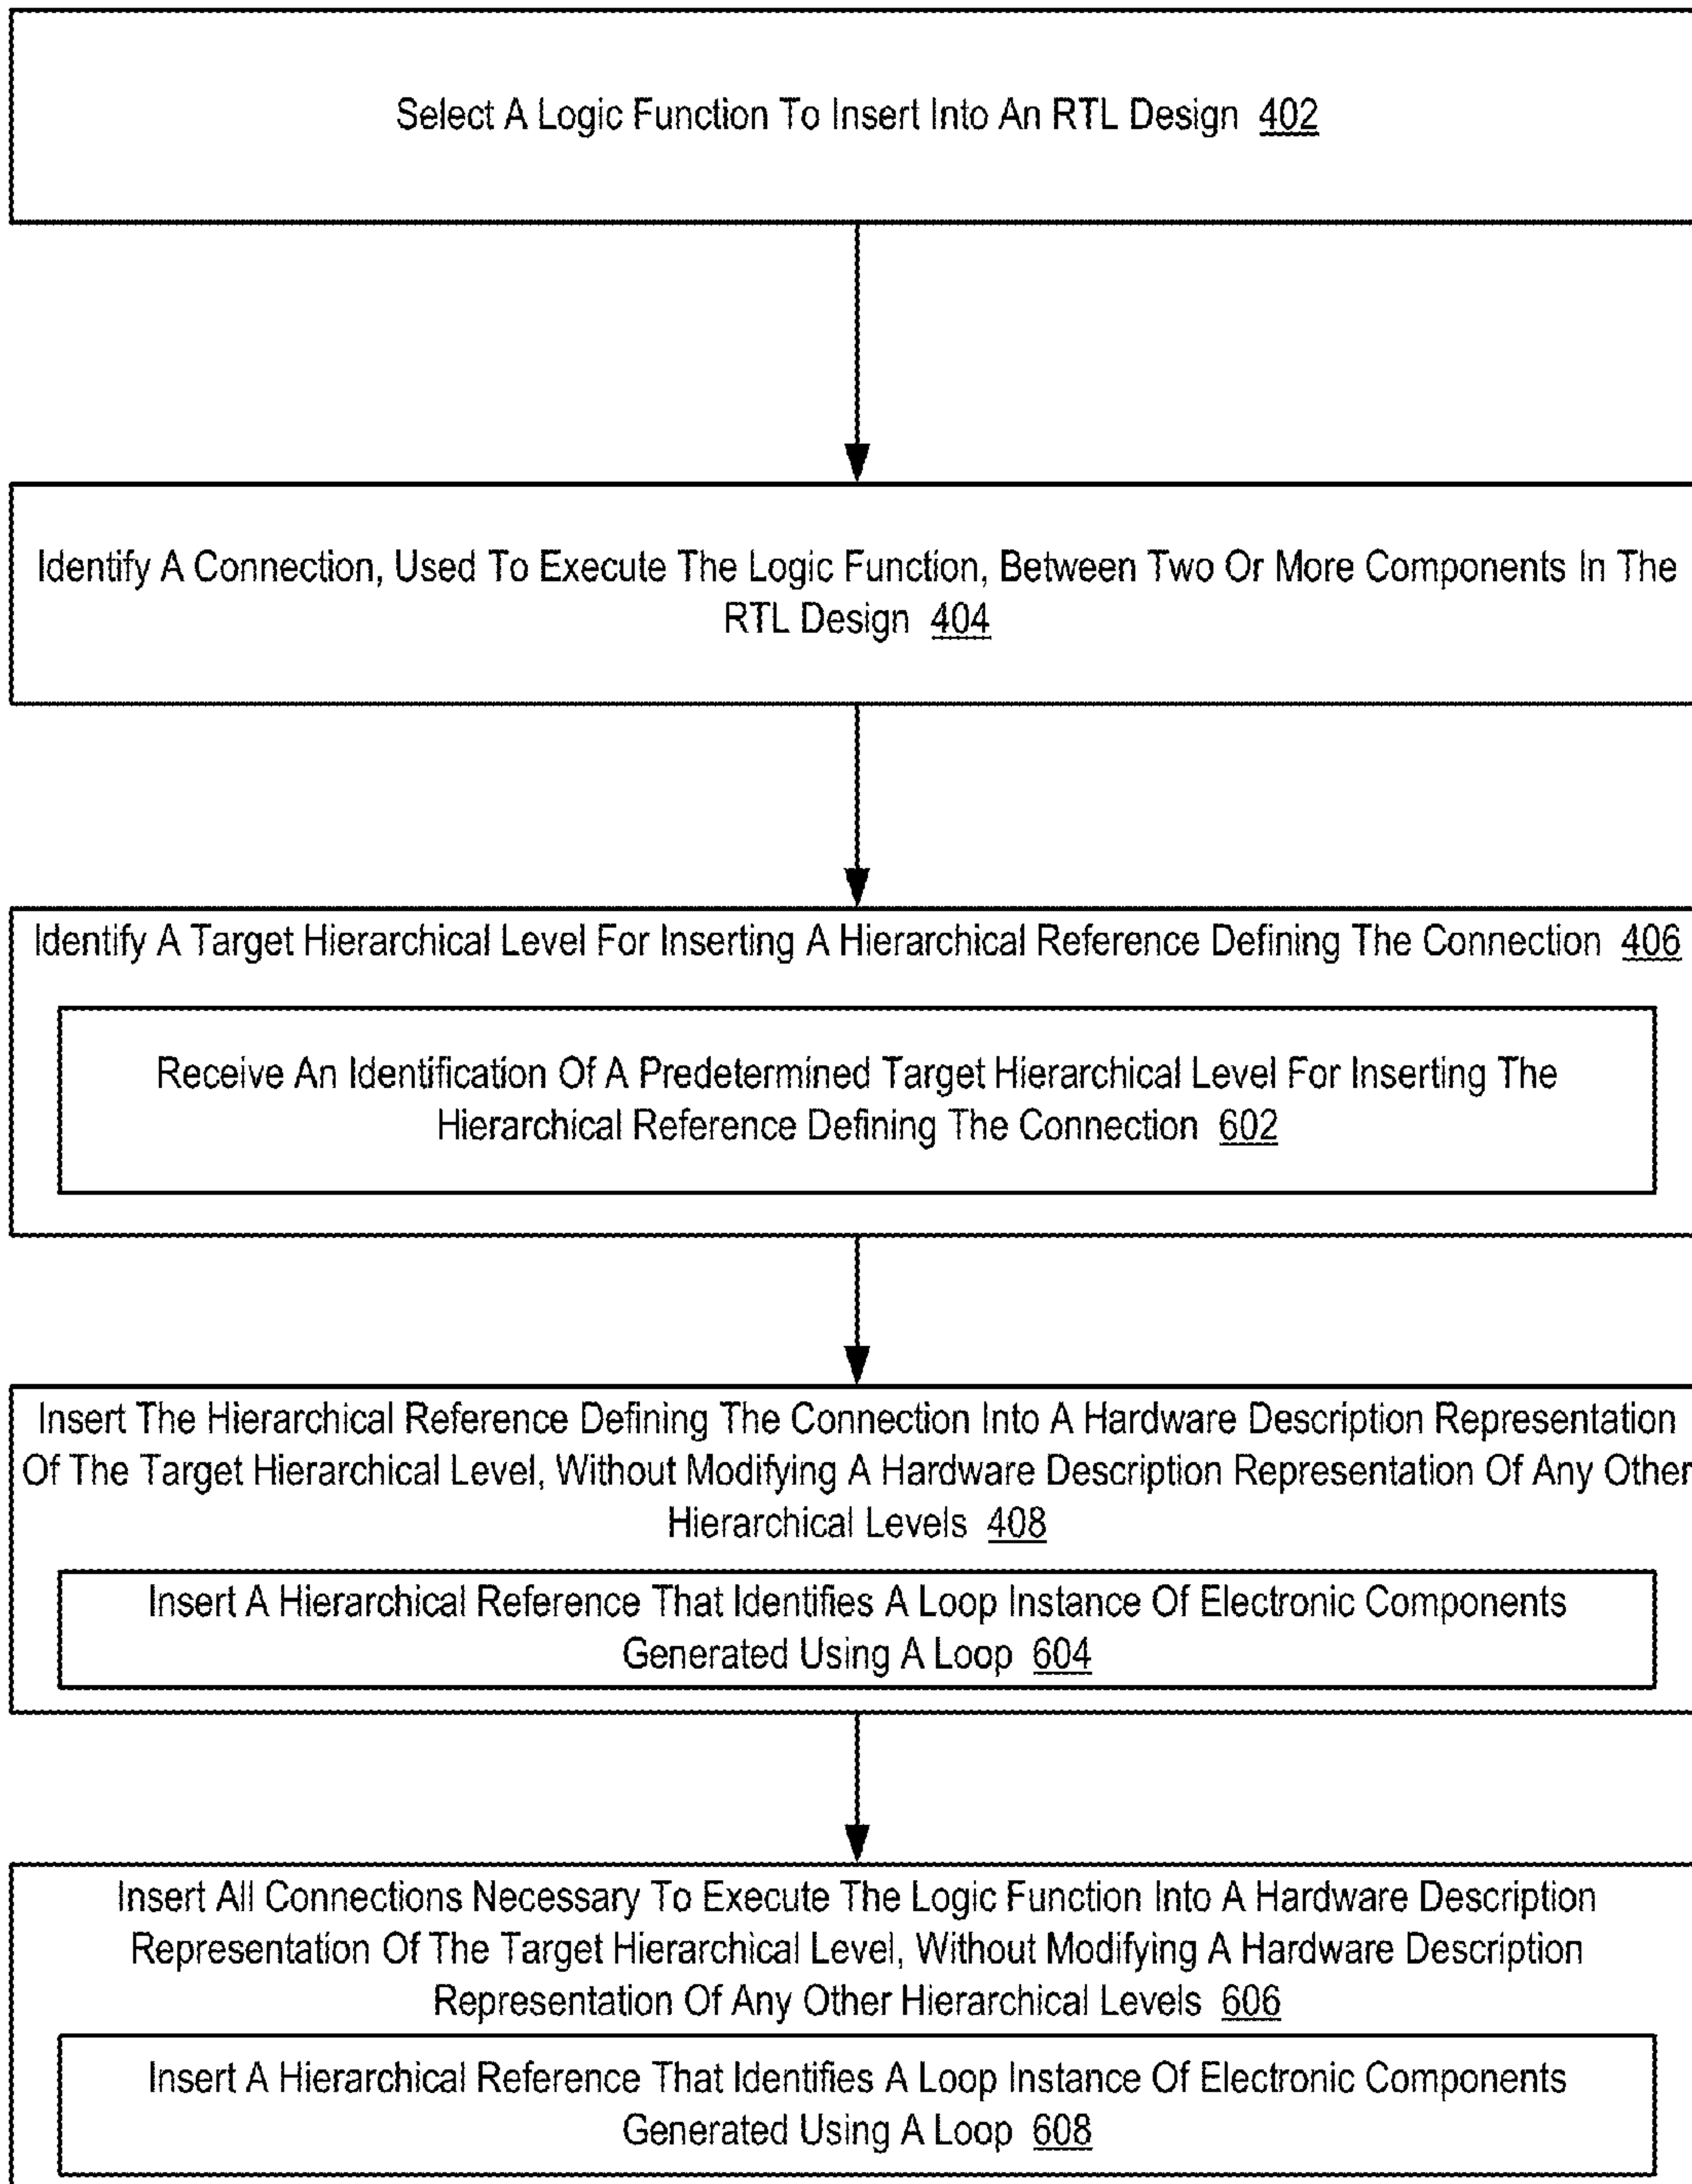 Select A Logic Function To Insert Into An RTL Design 402
Identify A Connection, Used To Execute The Logic Function, Between Two Or More Components In The
RTL Design 404
Identify A Target Hierarchical Level For Inserting A Hierarchical Reference Defining The Connection 406
Receive An Identification Of A Predetermined Target Hierarchical Level For Inserting The
Hierarchical Reference Defining The Connection 602
Insert The Hierarchical Reference Defining The Connection Into A Hardware Description Representation
Of The Target Hierarchical Level, Without Modifying A Hardware Description Representation Of Any Other
Hierarchical Levels 408
Insert A Hierarchical Reference That Identifies A Loop Instance Of Electronic Components
Generated Using A Loop 604
Insert All Connections Necessary To Execute The Logic Function Into A Hardware Description
Representation Of The Target Hierarchical Level, Without Modifying A Hardware Description
Representation Of Any Other Hierarchical Levels 606
Insert A Hierarchical Reference That Identifies A Loop Instance Of Electronic Components
Generated Using A Loop 608